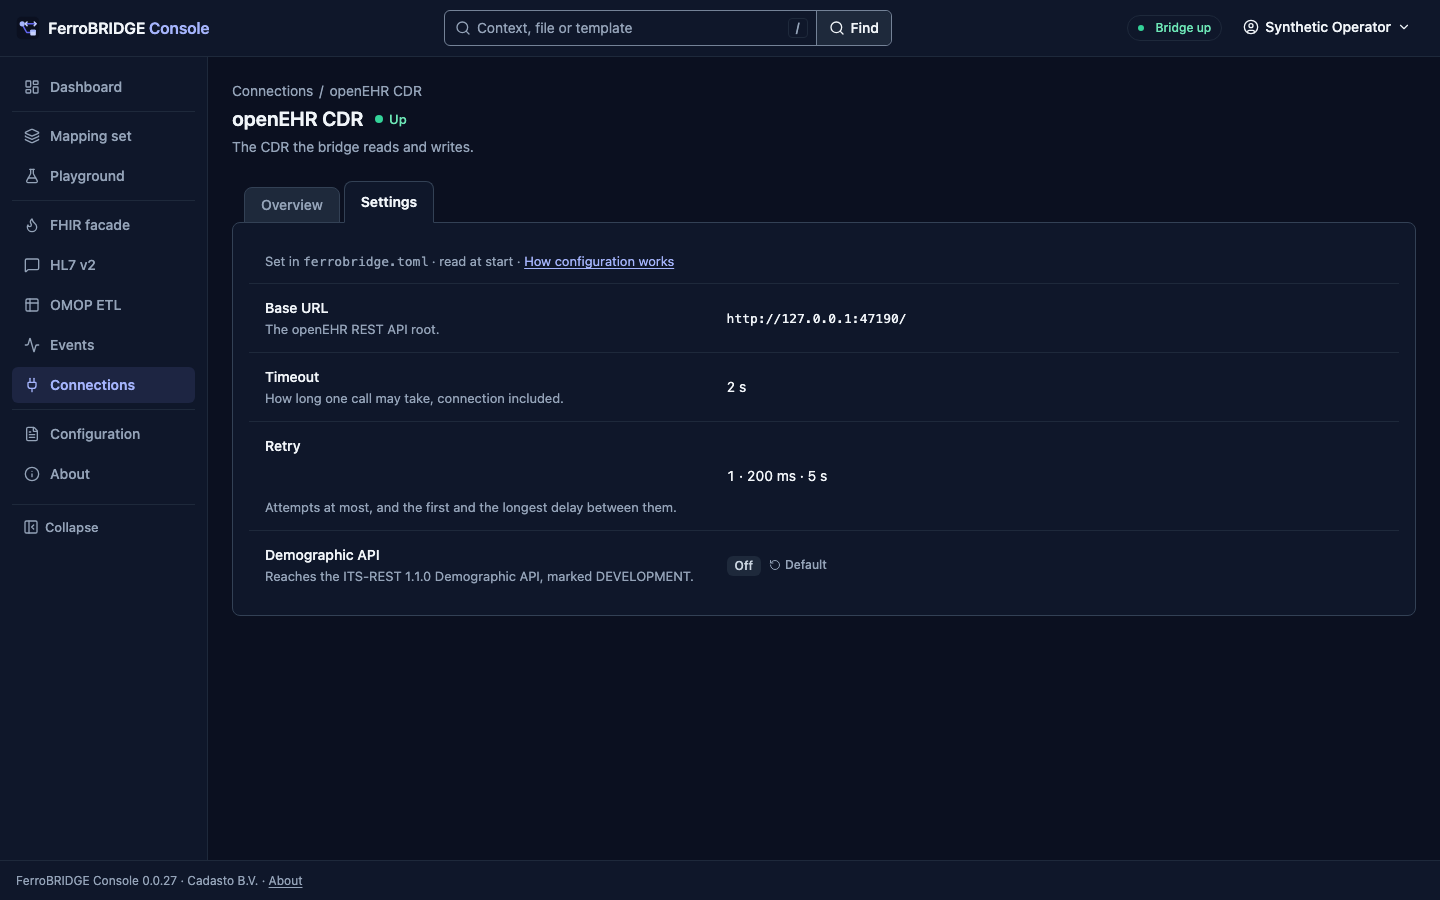 FerroBRIDGE Console
Context, file or template
/
Find
Bridge up
Synthetic Operator
Dashboard
Mapping set
Playground
FHIR facade
HL7 v2
OMOP ETL
Events
Connections
Configuration
About
Collapse
Connections / openEHR CDR
openEHR CDR
Up
The CDR the bridge reads and writes.
Overview
Settings
Set in ferrobridge.toml · read at start · How configuration works
Base URL
The openEHR REST API root.
http://127.0.0.1:47190/
Timeout
How long one call may take, connection included.
2 s
Retry
1 · 200 ms · 5 s
Attempts at most, and the first and the longest delay between them.
Demographic API
Reaches the ITS-REST 1.1.0 Demographic API, marked DEVELOPMENT.
Off
Default
FerroBRIDGE Console 0.0.27 · Cadasto B.V. · About